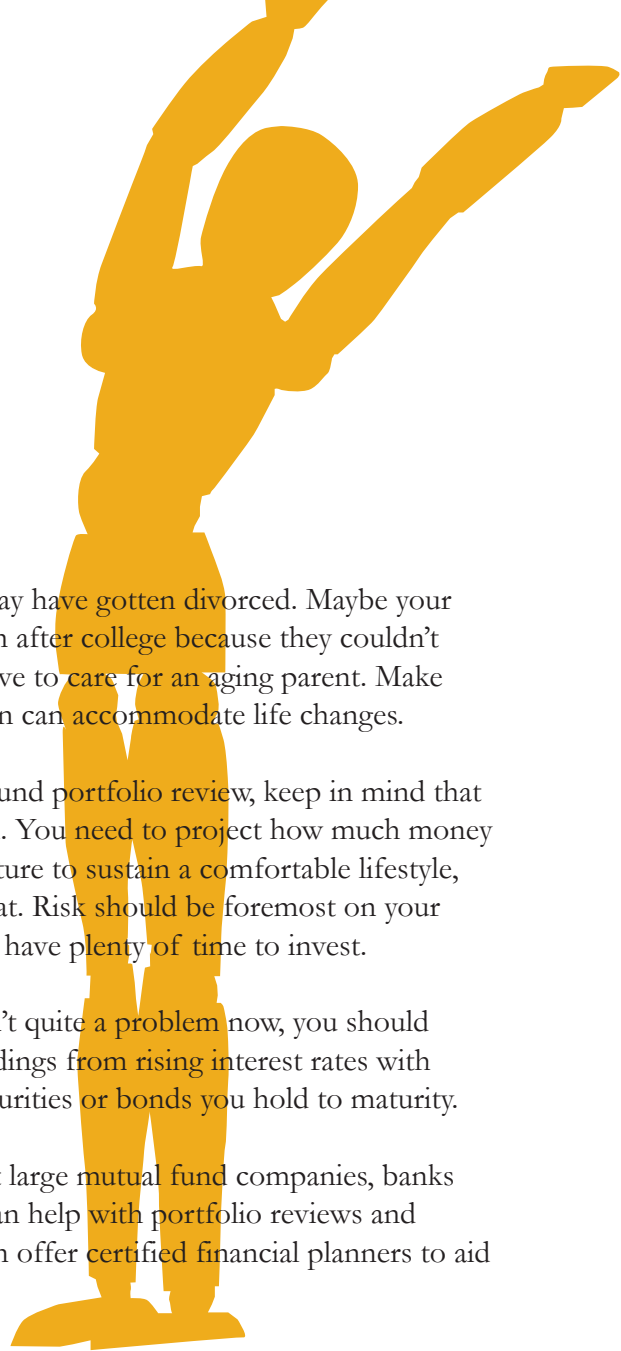 ay have gotten divorced. Maybe your
n after college because they couldn’t
ve to care for an aging parent. Make
n can accommodate life changes.
und portfolio review, keep in mind that
. You need to project how much money
ture to sustain a comfortable lifestyle,
at. Risk should be foremost on your
have plenty of time to invest.
’t quite a problem now, you should
dings from rising interest rates with
urities or bonds you hold to maturity.
t large mutual fund companies, banks
an help with portfolio reviews and
n offer certified financial planners to aid